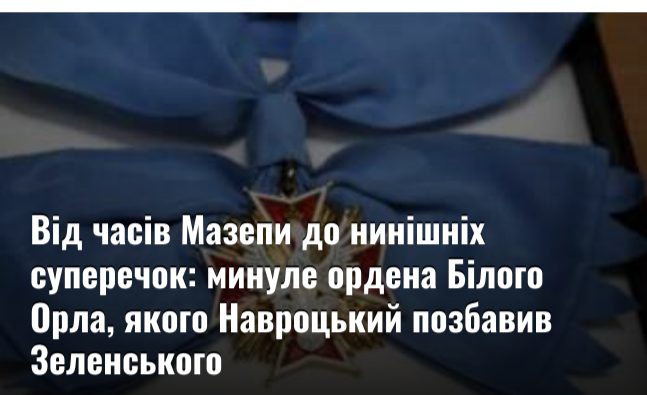 Від часів Мазепи до нинішніх
суперечок: минуле ордена Білого
Орла, якого Навроцький позбавив
Зеленського